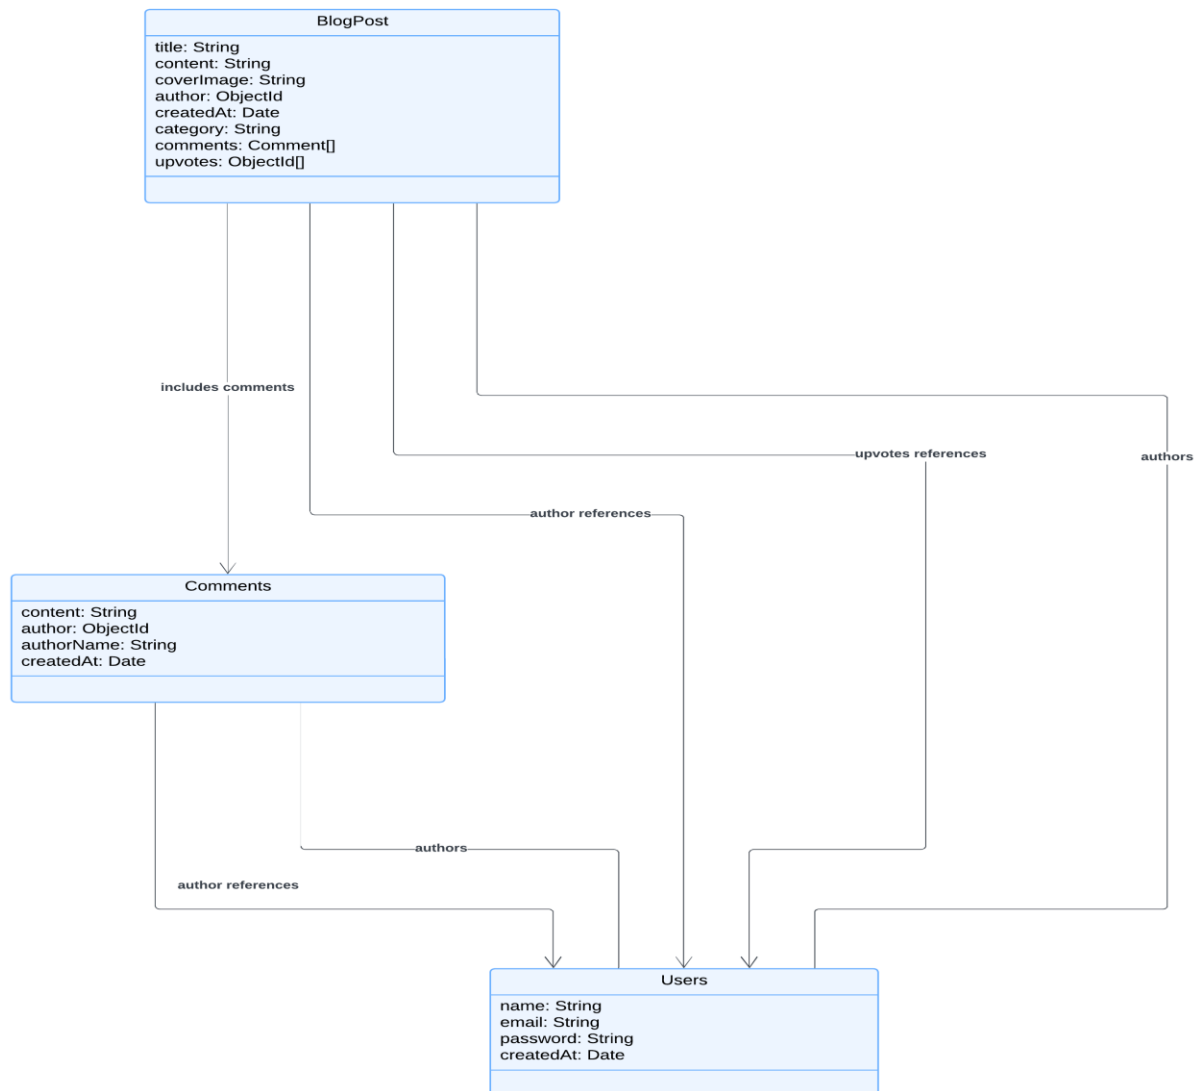 BlogPost
title: String
content: String
coverImage: String
author: ObjectId
createdAt: Date
category: String
comments: Comment[]
upvotes: ObjectId[]
includes comments
upvotes references
authors
author references
Comments
content: String
author: ObjectId
authorName: String
createdAt: Date
authors
author references
Users
name: String
email: String
password: String
createdAt: Date